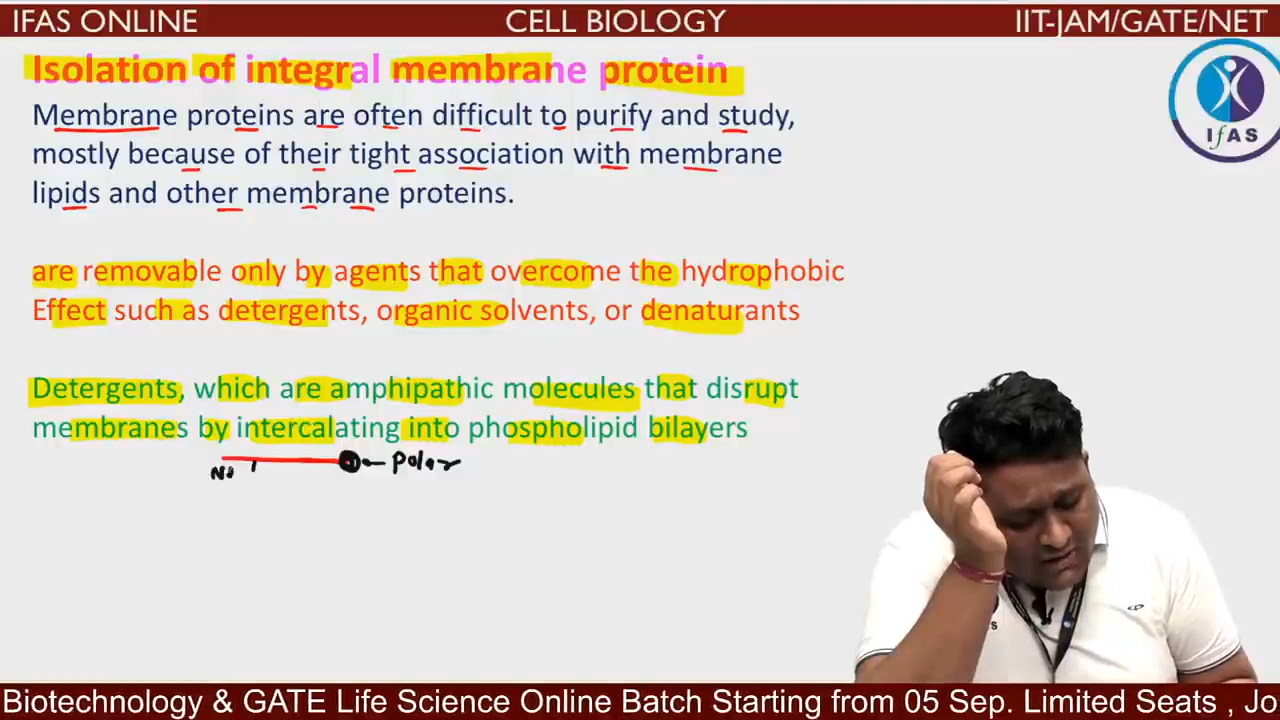 IFAS ONLINE CELL BIOLOGY IIT-JAM/GATE/NET
Isolation of integral membrane protein
Membrane proteins are often difficult to purify and study,
mostly because of their tight association with membrane
lipids and other membrane proteins.
IfAS
are removable only by agents that overcome the hydrophobic
Effect such as detergents, organic solvents, or denaturants
Detergents, which are amphipathic molecules that disrupt
membranes by intercalating into phospholipid bilayers
No Polar
Biotechnology & GATE Life Science Online Batch Starting from 05 Sep. Limited Seats , Jo